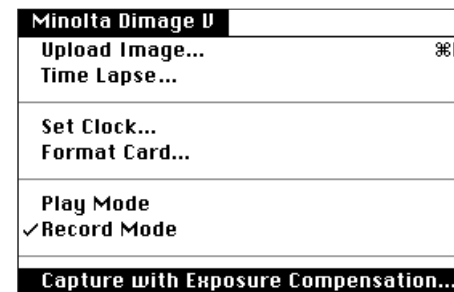 Minolta Dimage V
Upload Image... ⌘
Time Lapse...
Set Clock...
Format Card...
Play Mode
✓Record Mode
Capture with Exposure Compensation...